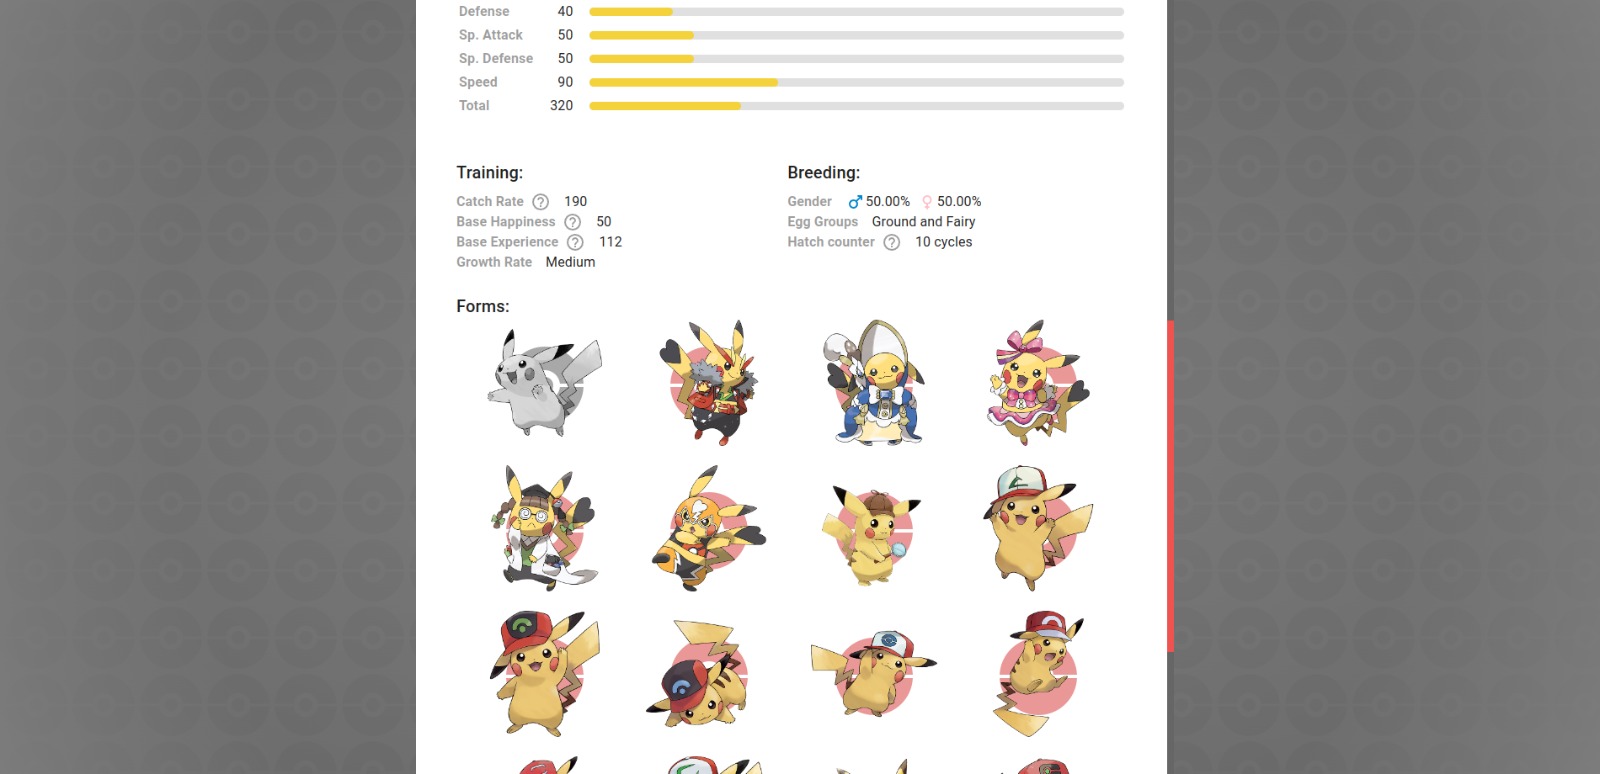 Defense 40
Sp. Attack 50
Sp. Defense 50
Speed 90
Total 320
Training:
Catch Rate ? 190
Base Happiness ? 50
Base Experience ? 112
Growth Rate Medium
Breeding:
Gender ♂ 50.00% ♀ 50.00%
Egg Groups Ground and Fairy
Hatch counter ? 10 cycles
Forms: